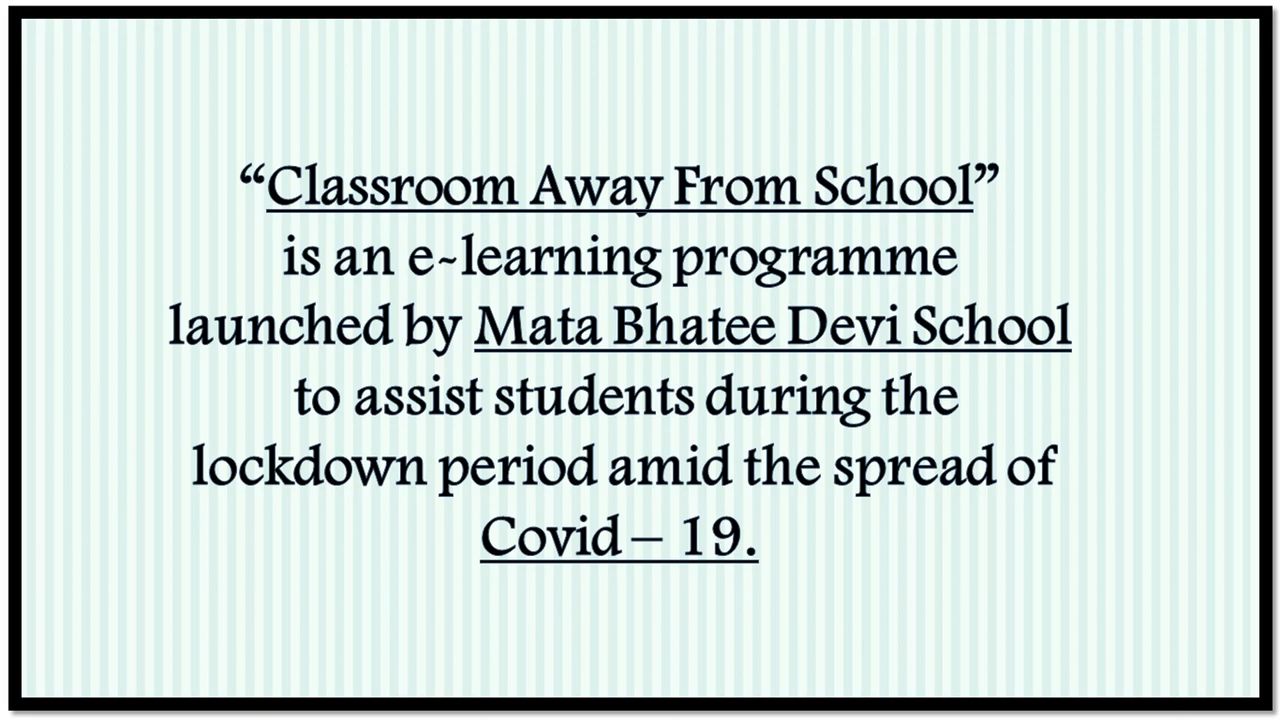 “Classroom Away From School”
is an e-learning programme
launched by Mata Bhatee Devi School
to assist students during the
lockdown period amid the spread of
Covid – 19.